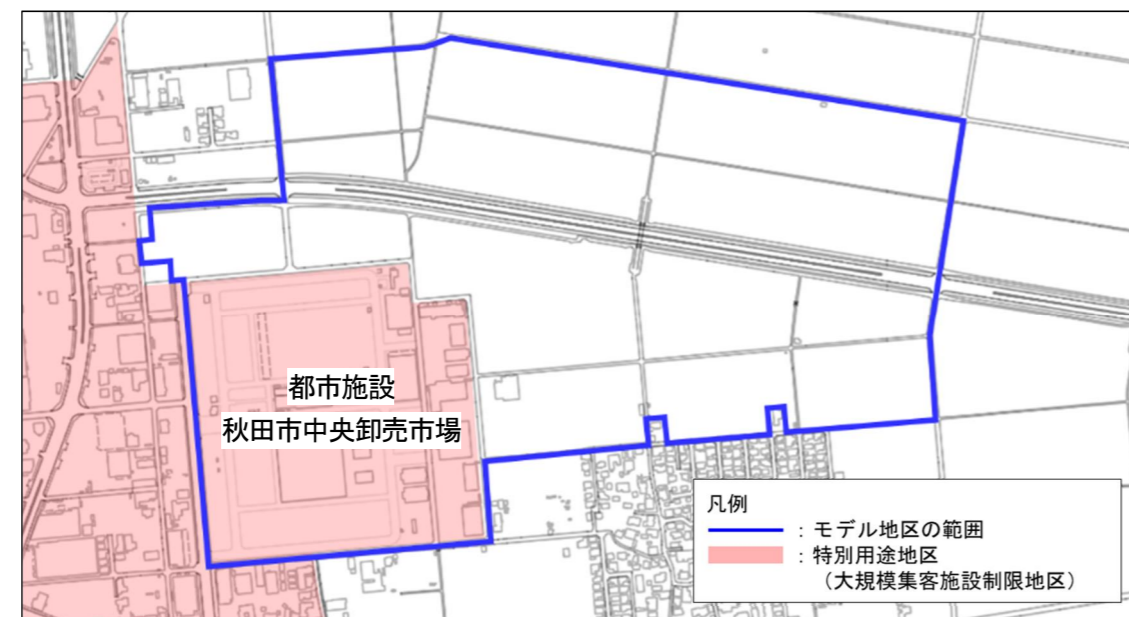 都市施設
秋田市中央卸売市場
凡例
：モデル地区の範囲
：特別用途地区
（大規模集客施設制限地区）